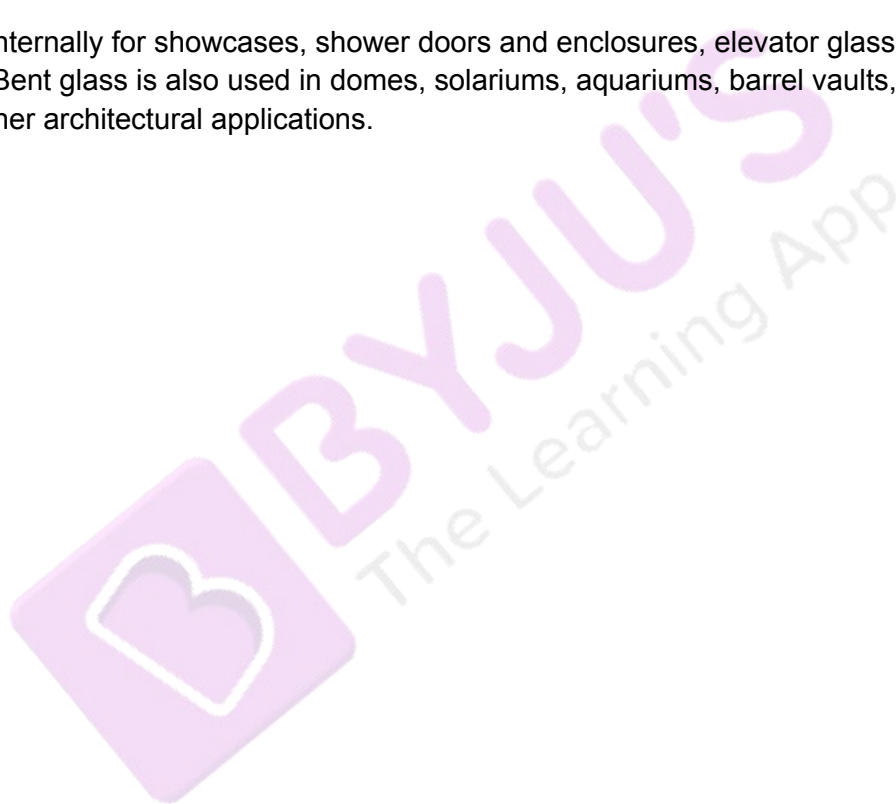 nternally for showcases, shower doors and enclosures, elevator glass
Bent glass is also used in domes, solariums, aquariums, barrel vaults,
her architectural applications.
BYJU'S
The Learning App